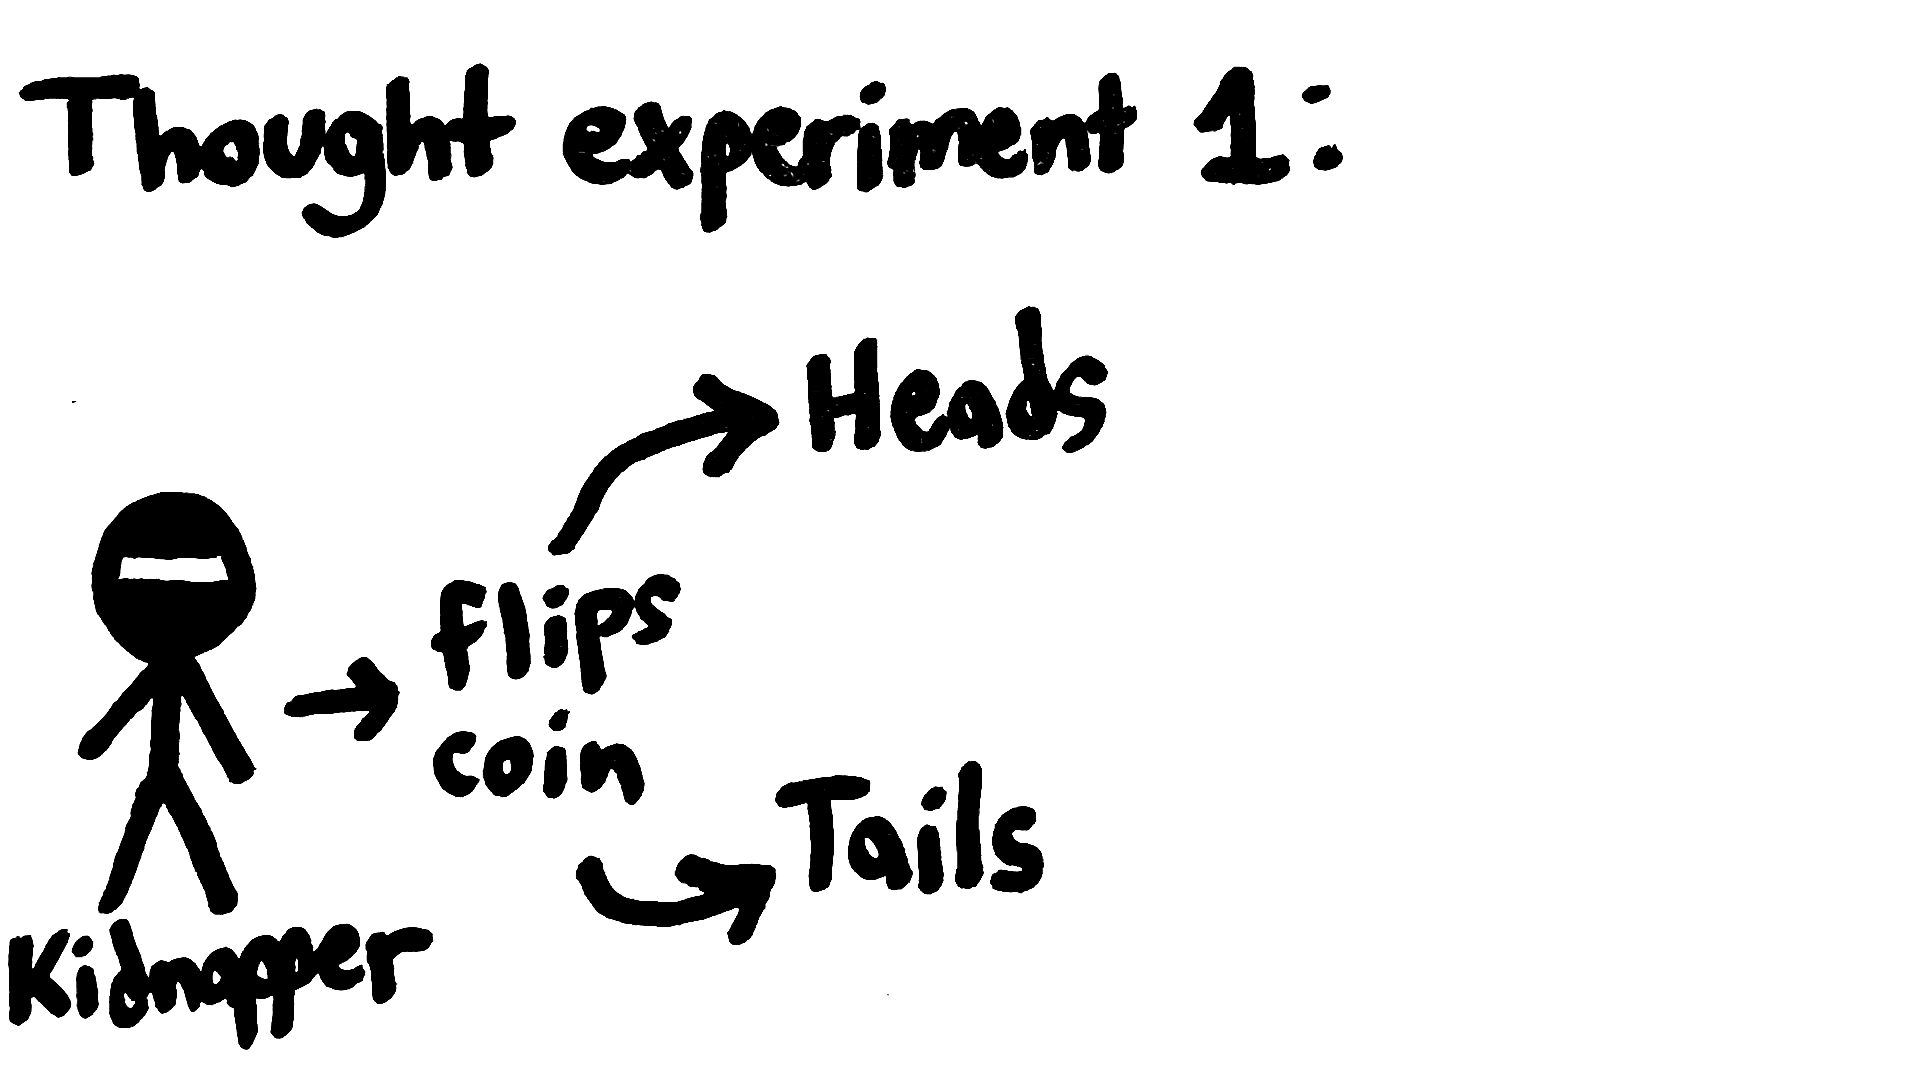 Thought experiment 1:
Heads
flips
coin
Tails
Kidnapper